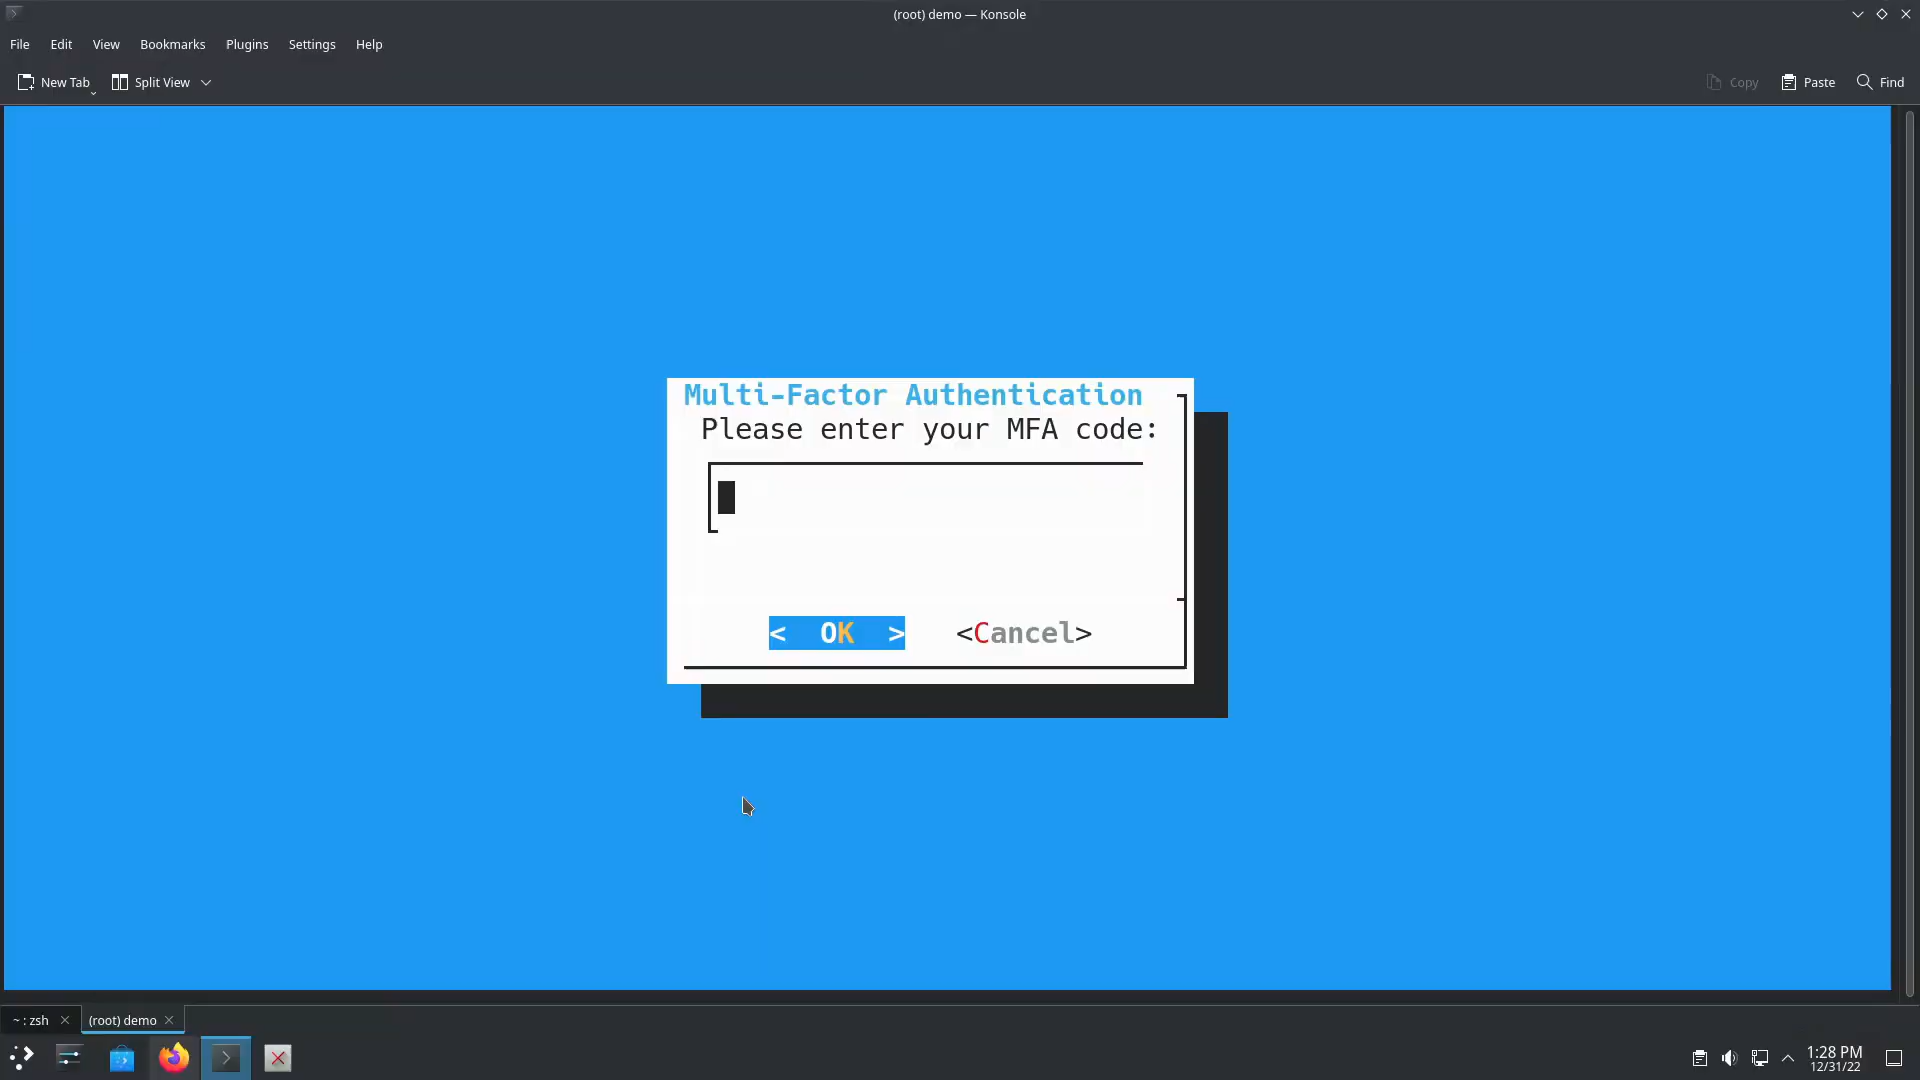 (root) demo — Konsole
File Edit View Bookmarks Plugins Settings Help
New Tab Split View Copy Paste Find
Multi-Factor Authentication
Please enter your MFA code:
< OK > <Cancel>
~ : zsh (root) demo
1:28 PM
12/31/22